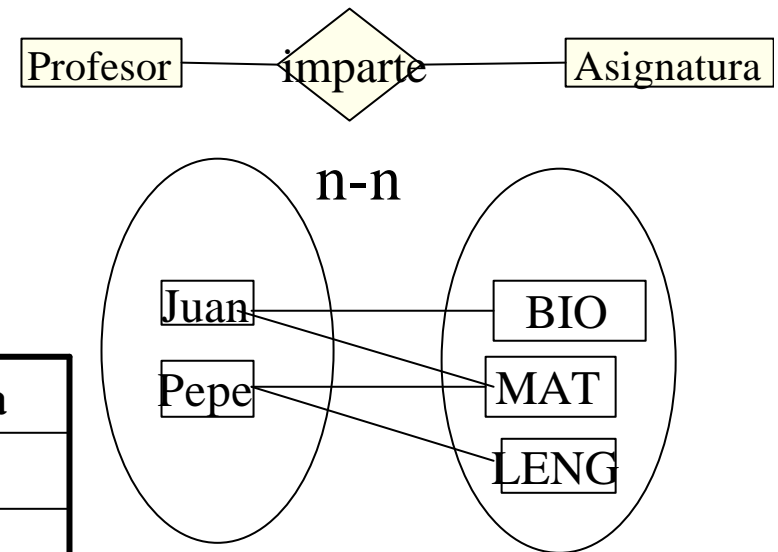 Profesor imparte Asignatura
n-n
Juan BIO
Pepe MAT
LENG
a